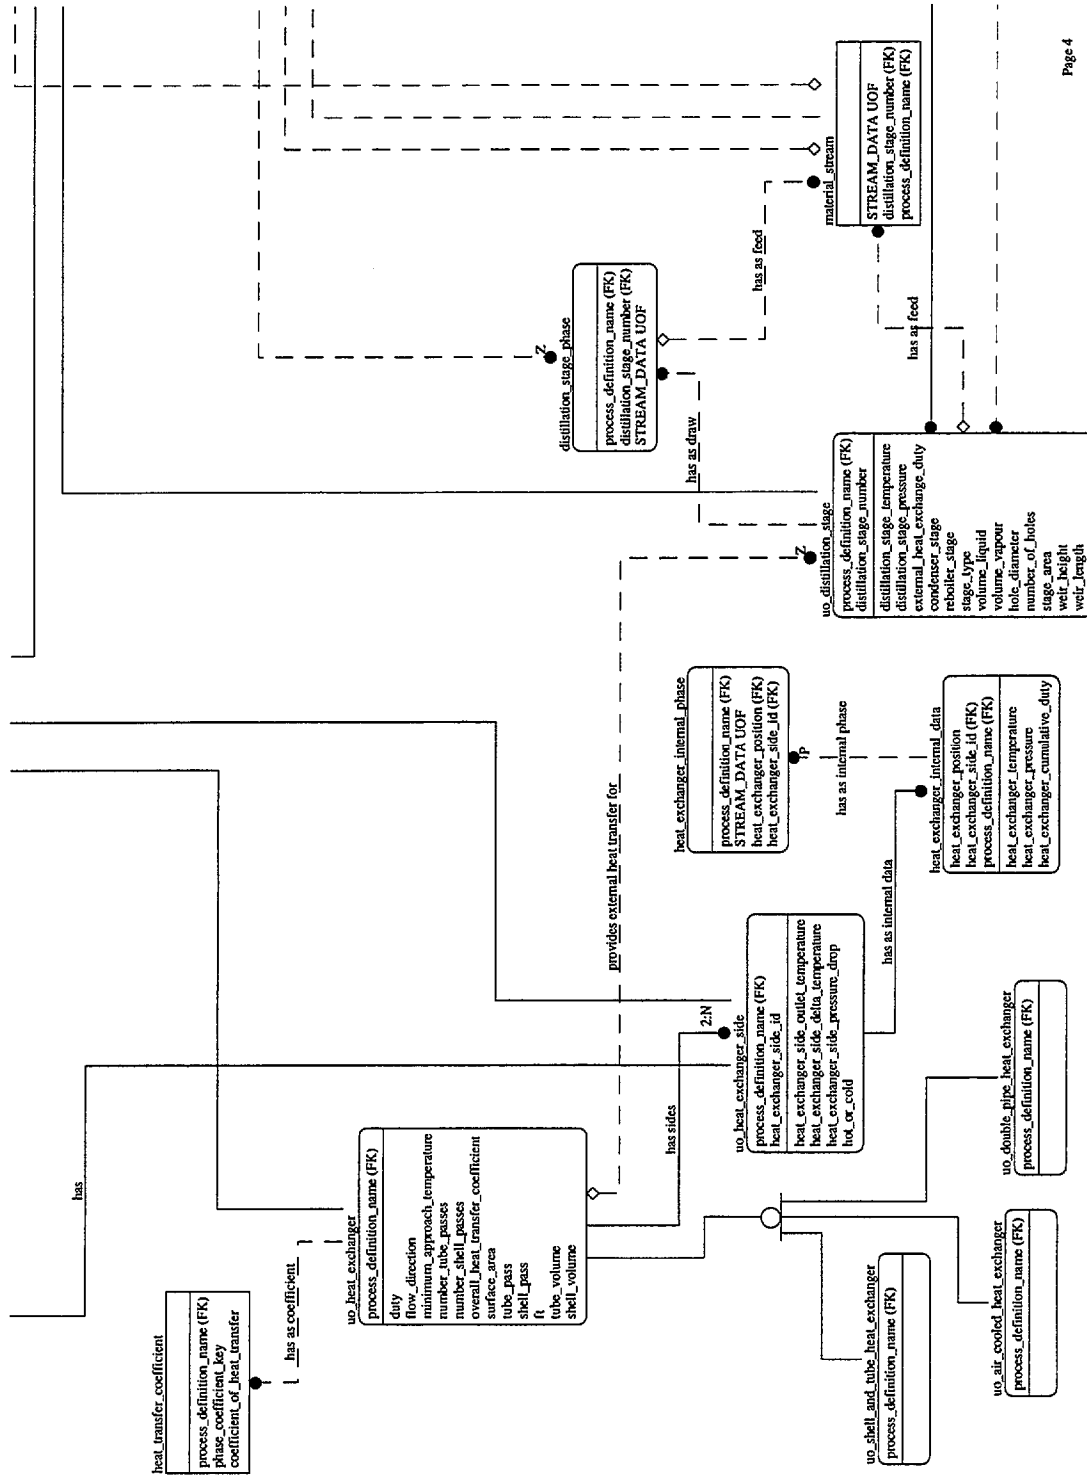 has
heat_transfer_coefficient
process_definition_name (FK)
phase_coefficient_key
coefficient_of_heat_transfer
has as coefficient
uo_heat_exchanger
process_definition_name (FK)
duty
flow_direction
minimum_approach_temperature
number_tube_passes
number_shell_passes
overall_heat_transfer_coefficient
surface_area
tube_pass
shell_pass
ft
tube_volume
shell_volume
has sides
provides external heat transfer for
2:N
uo_heat_exchanger_side
process_definition_name (FK)
heat_exchanger_side_id
heat_exchanger_side_outlet_temperature
heat_exchanger_side_delta_temperature
heat_exchanger_side_pressure_drop
hot_or_cold
has as internal data
heat_exchanger_internal_phase
process_definition_name (FK)
STREAM_DATA UOF
heat_exchanger_position (FK)
heat_exchanger_side_id (FK)
P
has as internal phase
heat_exchanger_internal_data
heat_exchanger_position
heat_exchanger_side_id (FK)
process_definition_name (FK)
heat_exchanger_temperature
heat_exchanger_pressure
heat_exchanger_cumulative_duty
uo_shell_and_tube_heat_exchanger
process_definition_name (FK)
uo_air_cooled_heat_exchanger
process_definition_name (FK)
uo_double_pipe_heat_exchanger
process_definition_name (FK)
Z
distillation_stage_phase
process_definition_name (FK)
distillation_stage_number (FK)
STREAM_DATA UOF
has as draw
has as feed
Z
uo_distillation_stage
process_definition_name (FK)
distillation_stage_number
distillation_stage_temperature
distillation_stage_pressure
external_heat_exchange_duty
condenser_stage
reboiler_stage
stage_type
volume_liquid
volume_vapour
hole_diameter
number_of_holes
stage_area
weir_height
weir_length
has as feed
material_stream
STREAM_DATA UOF
distillation_stage_number (FK)
process_definition_name (FK)
Page 4